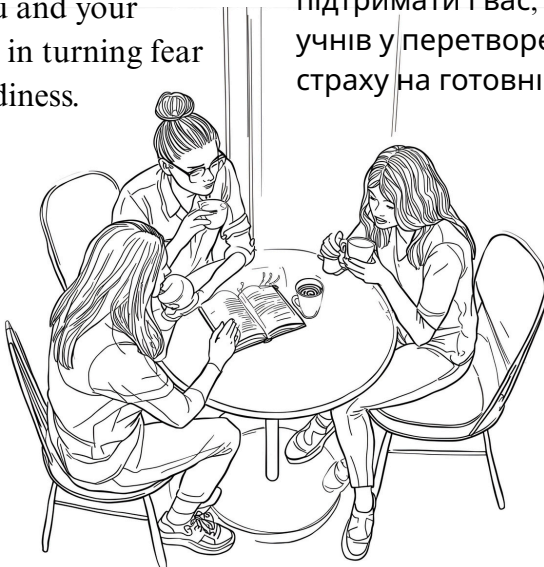 u and your
in turning fear
diness.
підтримати і вас,
учнів у перетворе
страху на готовні